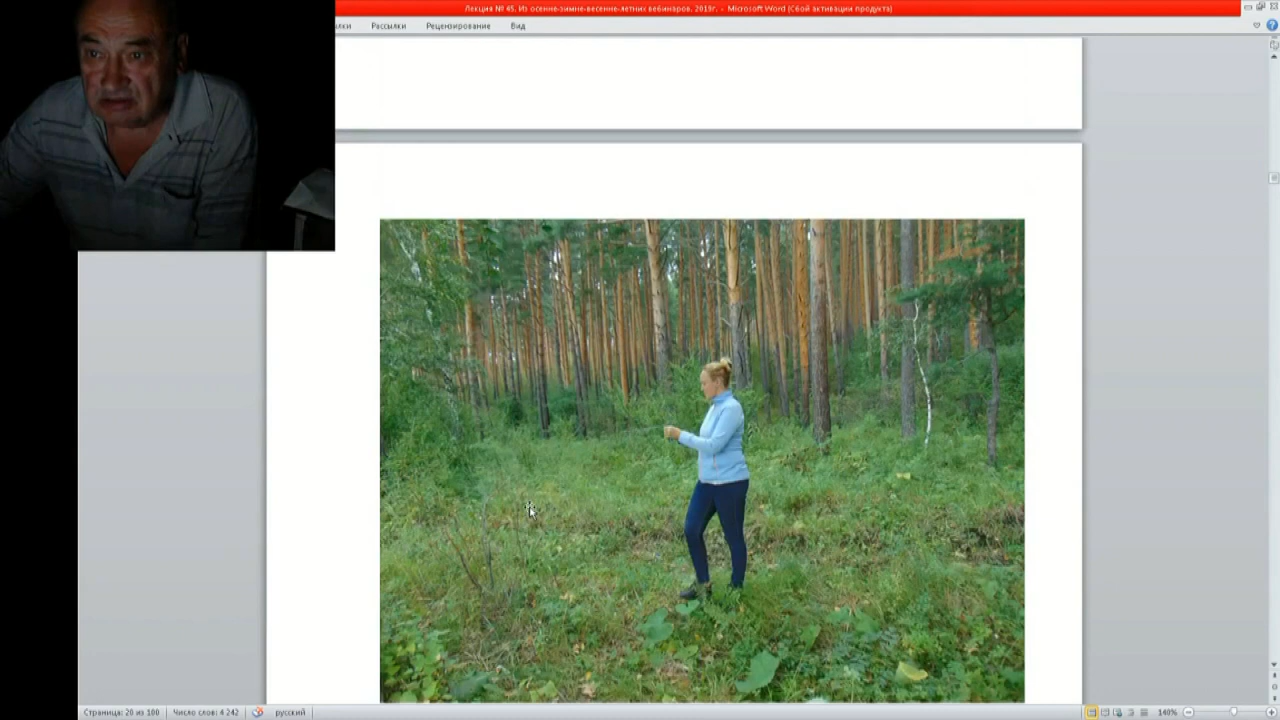 Лекция № 45. Из осенне-зимне-весенне-летних вебинаров. 2019г. - Microsoft Word (Сбой активации продукта)
Рассылки Рецензирование Вид
Страница: 20 из 100 Число слов: 4 242 русский 140%